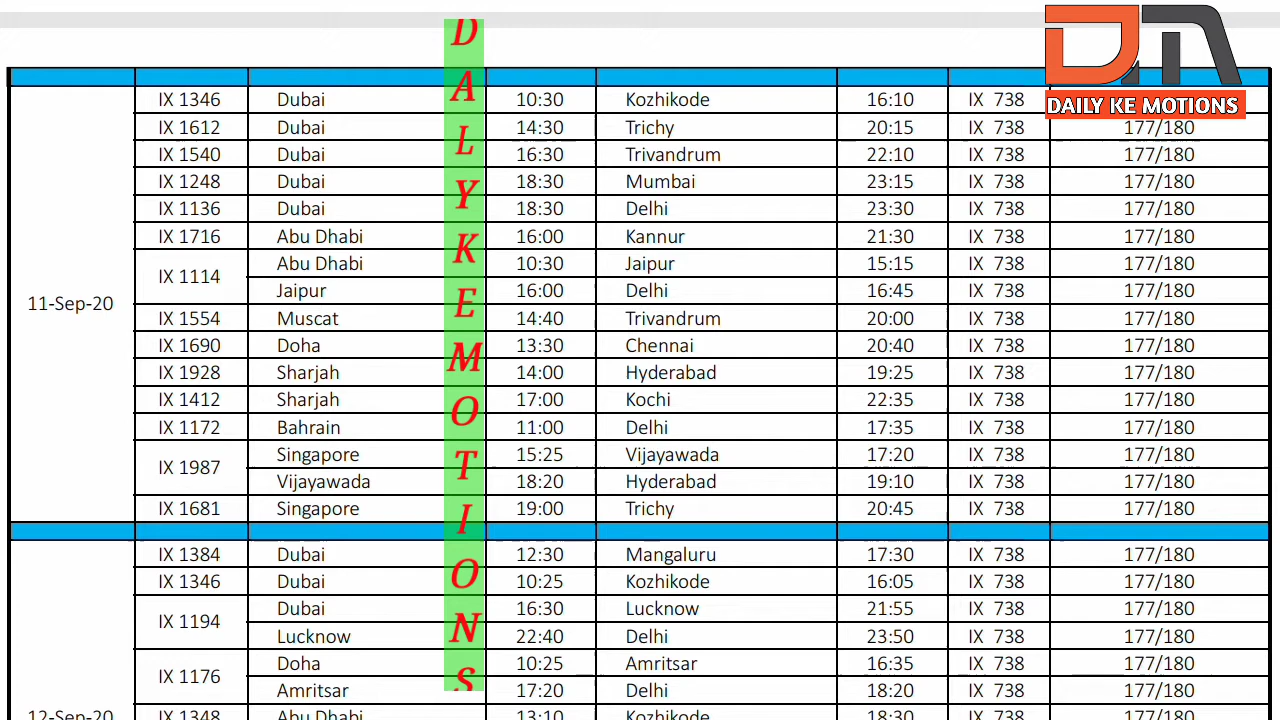 DAILY KE MOTIONS
D
A
L
Y
K
E
M
O
T
I
O
N
S
11-Sep-20
IX 1346 Dubai 10:30 Kozhikode 16:10 IX 738
IX 1612 Dubai 14:30 Trichy 20:15 IX 738 177/180
IX 1540 Dubai 16:30 Trivandrum 22:10 IX 738 177/180
IX 1248 Dubai 18:30 Mumbai 23:15 IX 738 177/180
IX 1136 Dubai 18:30 Delhi 23:30 IX 738 177/180
IX 1716 Abu Dhabi 16:00 Kannur 21:30 IX 738 177/180
IX 1114 Abu Dhabi 10:30 Jaipur 15:15 IX 738 177/180
Jaipur 16:00 Delhi 16:45 IX 738 177/180
IX 1554 Muscat 14:40 Trivandrum 20:00 IX 738 177/180
IX 1690 Doha 13:30 Chennai 20:40 IX 738 177/180
IX 1928 Sharjah 14:00 Hyderabad 19:25 IX 738 177/180
IX 1412 Sharjah 17:00 Kochi 22:35 IX 738 177/180
IX 1172 Bahrain 11:00 Delhi 17:35 IX 738 177/180
IX 1987 Singapore 15:25 Vijayawada 17:20 IX 738 177/180
Vijayawada 18:20 Hyderabad 19:10 IX 738 177/180
IX 1681 Singapore 19:00 Trichy 20:45 IX 738 177/180
IX 1384 Dubai 12:30 Mangaluru 17:30 IX 738 177/180
IX 1346 Dubai 10:25 Kozhikode 16:05 IX 738 177/180
IX 1194 Dubai 16:30 Lucknow 21:55 IX 738 177/180
Lucknow 22:40 Delhi 23:50 IX 738 177/180
IX 1176 Doha 10:25 Amritsar 16:35 IX 738 177/180
Amritsar 17:20 Delhi 18:20 IX 738 177/180
12-Sep-20 IX 1348 Abu Dhabi 13:10 Kozhikode 18:30 IX 738 177/180